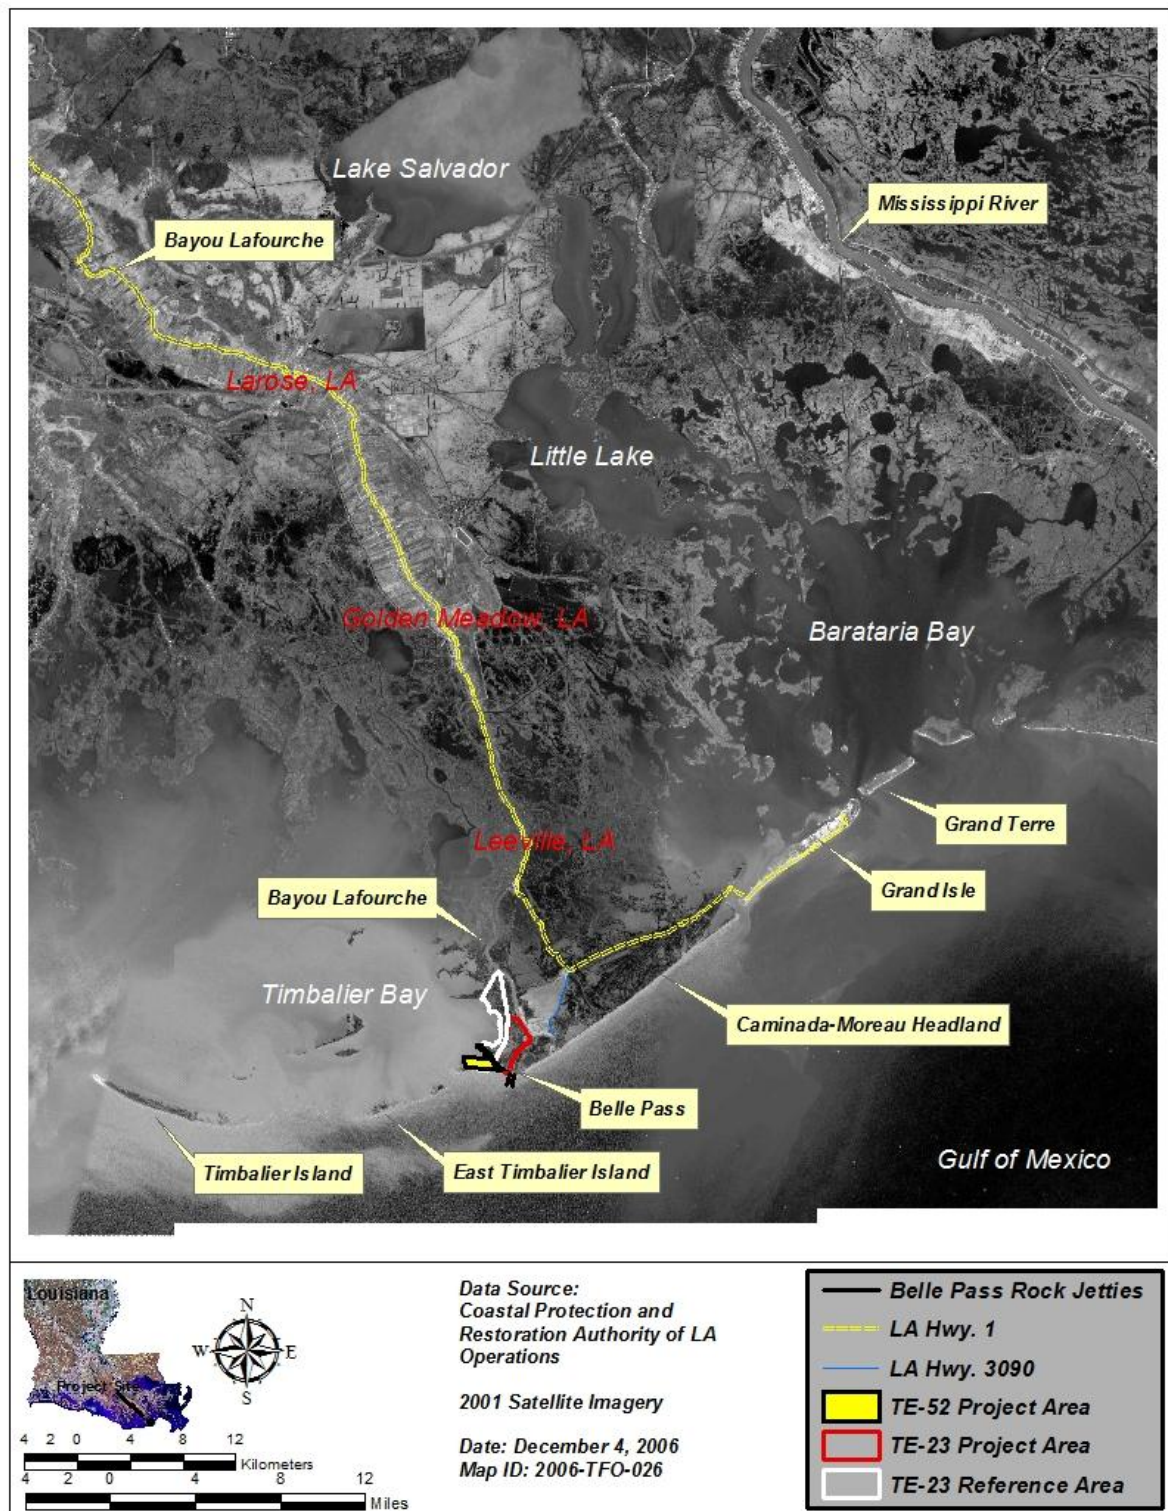 Lake Salvador
Mississippi River
Bayou Lafourche
Larose, LA
Little Lake
Golden Meadow, LA
Barataria Bay
Grand Terre
Leeville, LA
Grand Isle
Bayou Lafourche
Timbalier Bay
Caminada-Moreau Headland
Belle Pass
Timbalier Island
East Timbalier Island
Gulf of Mexico
Louisiana
Project Site
N
W
E
S
4 2 0 4 8 12
Kilometers
4 2 0 4 8 12
Miles
Data Source:
Coastal Protection and
Restoration Authority of LA
Operations
2001 Satellite Imagery
Date: December 4, 2006
Map ID: 2006-TFO-026
Belle Pass Rock Jetties
LA Hwy. 1
LA Hwy. 3090
TE-52 Project Area
TE-23 Project Area
TE-23 Reference Area